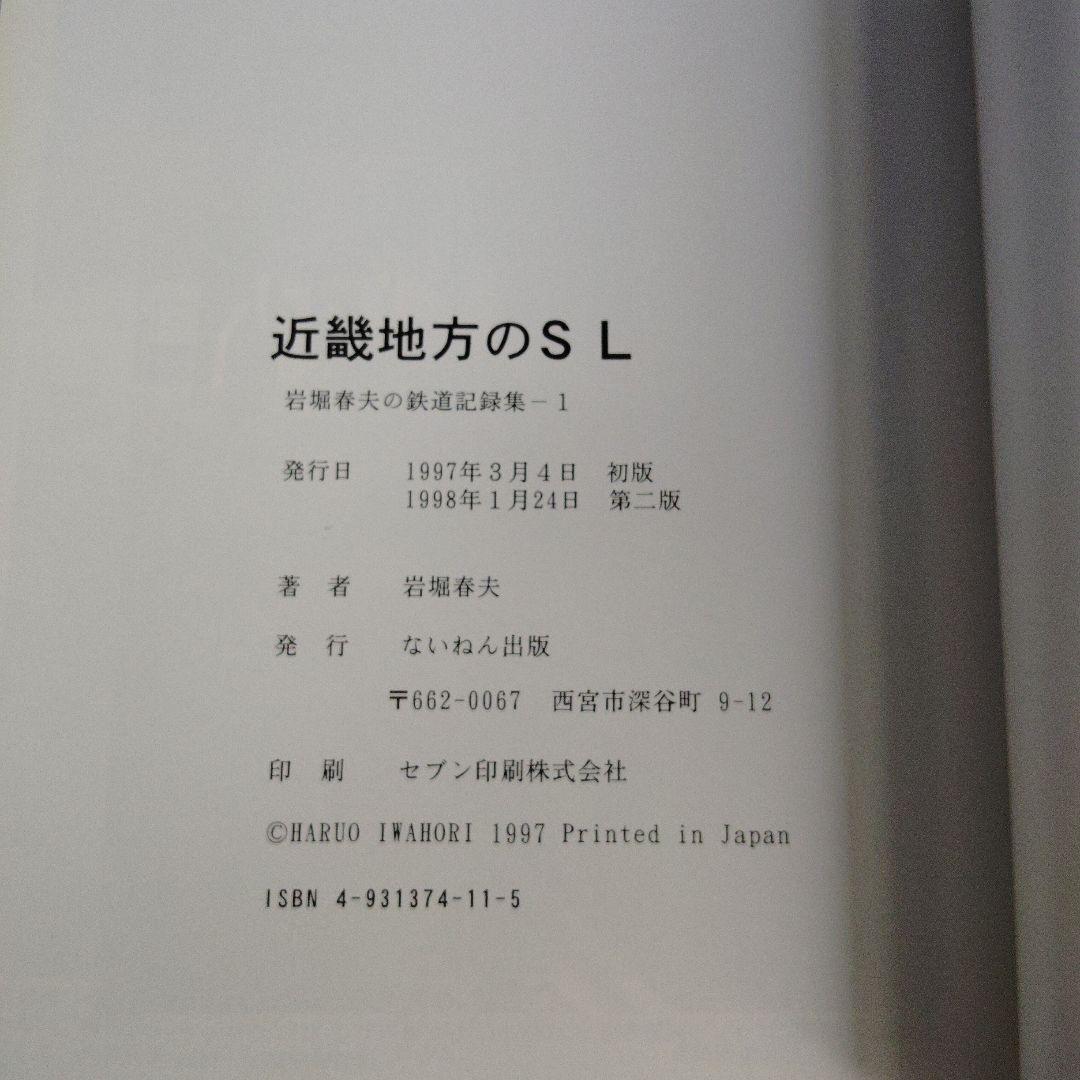 近畿地方のＳＬ
岩堀春夫の鉄道記録集－１
発行日　1997年３月４日　初版
1998年１月24日　第二版
著　者　岩堀春夫
発　行　ないねん出版
〒662-0067　西宮市深谷町 9-12
印　刷　セブン印刷株式会社
©HARUO IWAHORI 1997 Printed in Japan
ISBN 4-931374-11-5